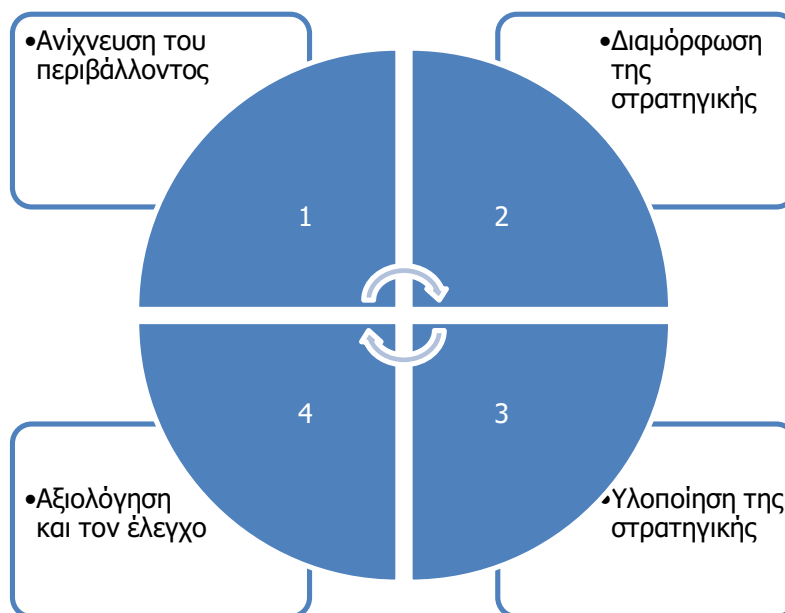 •Ανίχνευση του
περιβάλλοντος
•Διαμόρφωση
της
στρατηγικής
1
2
4
3
•Αξιολόγηση
και τον έλεγχο
•Υλοποίηση της
στρατηγικής